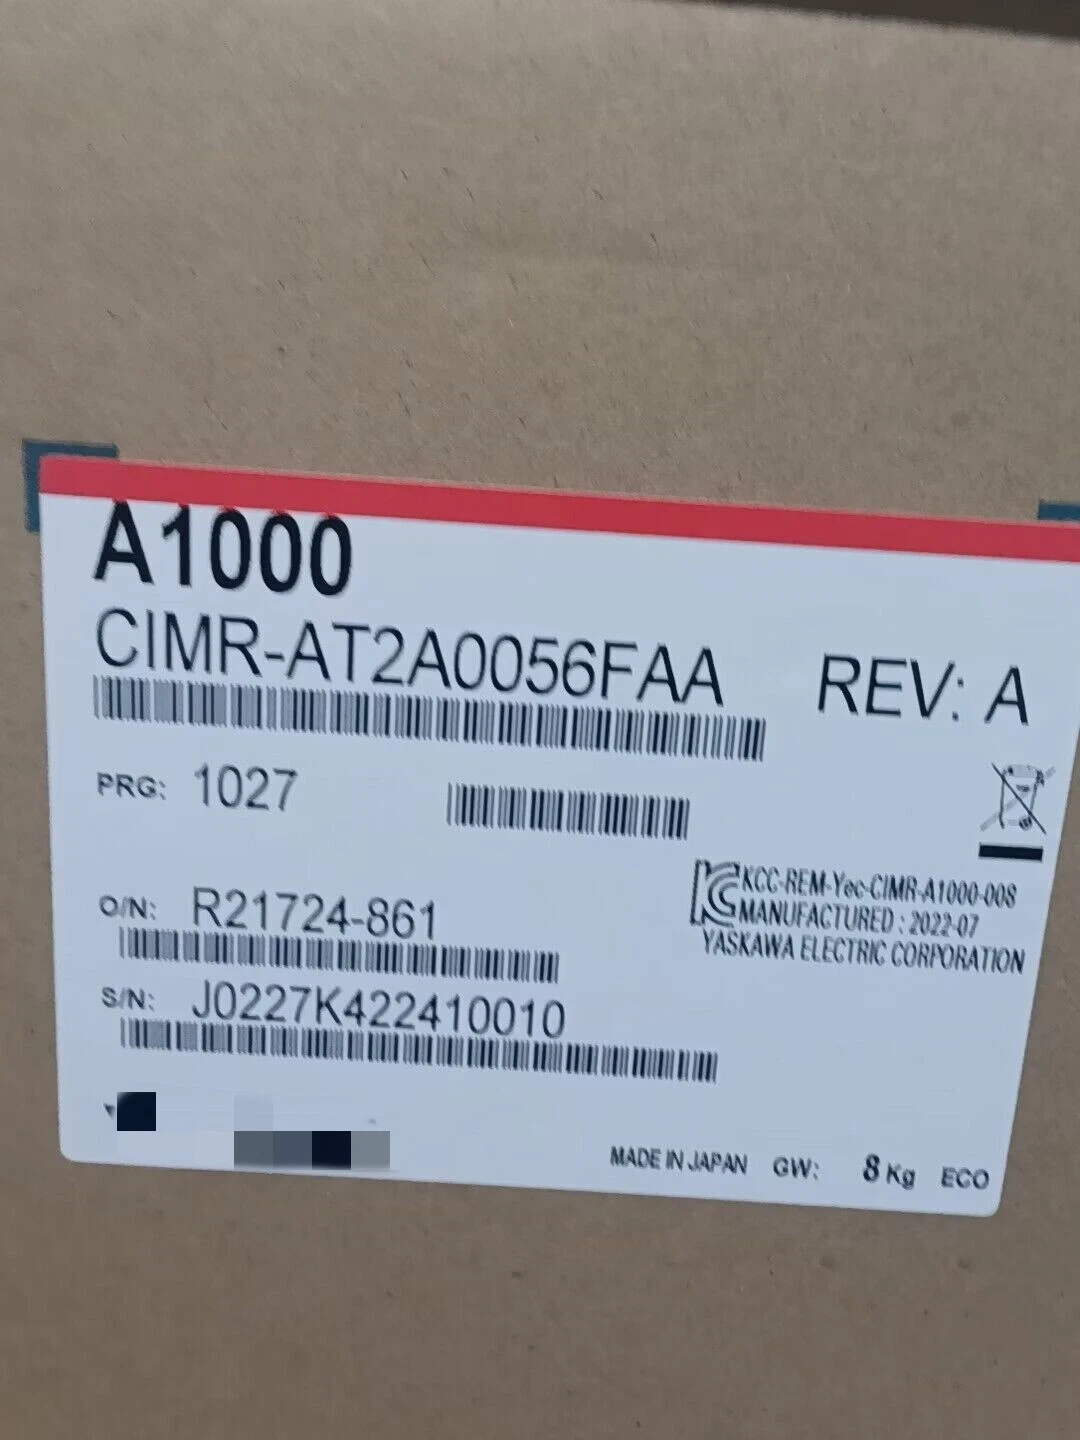 A1000
CIMR-AT2A0056FAA REV: A
PRG: 1027
KCC-REM-Yec-CIMR-A1000-008
MANUFACTURED : 2022-07
YASKAWA ELECTRIC CORPORATION
O/N: R21724-861
S/N: J0227K422410010
MADE IN JAPAN GW: 8 Kg ECO